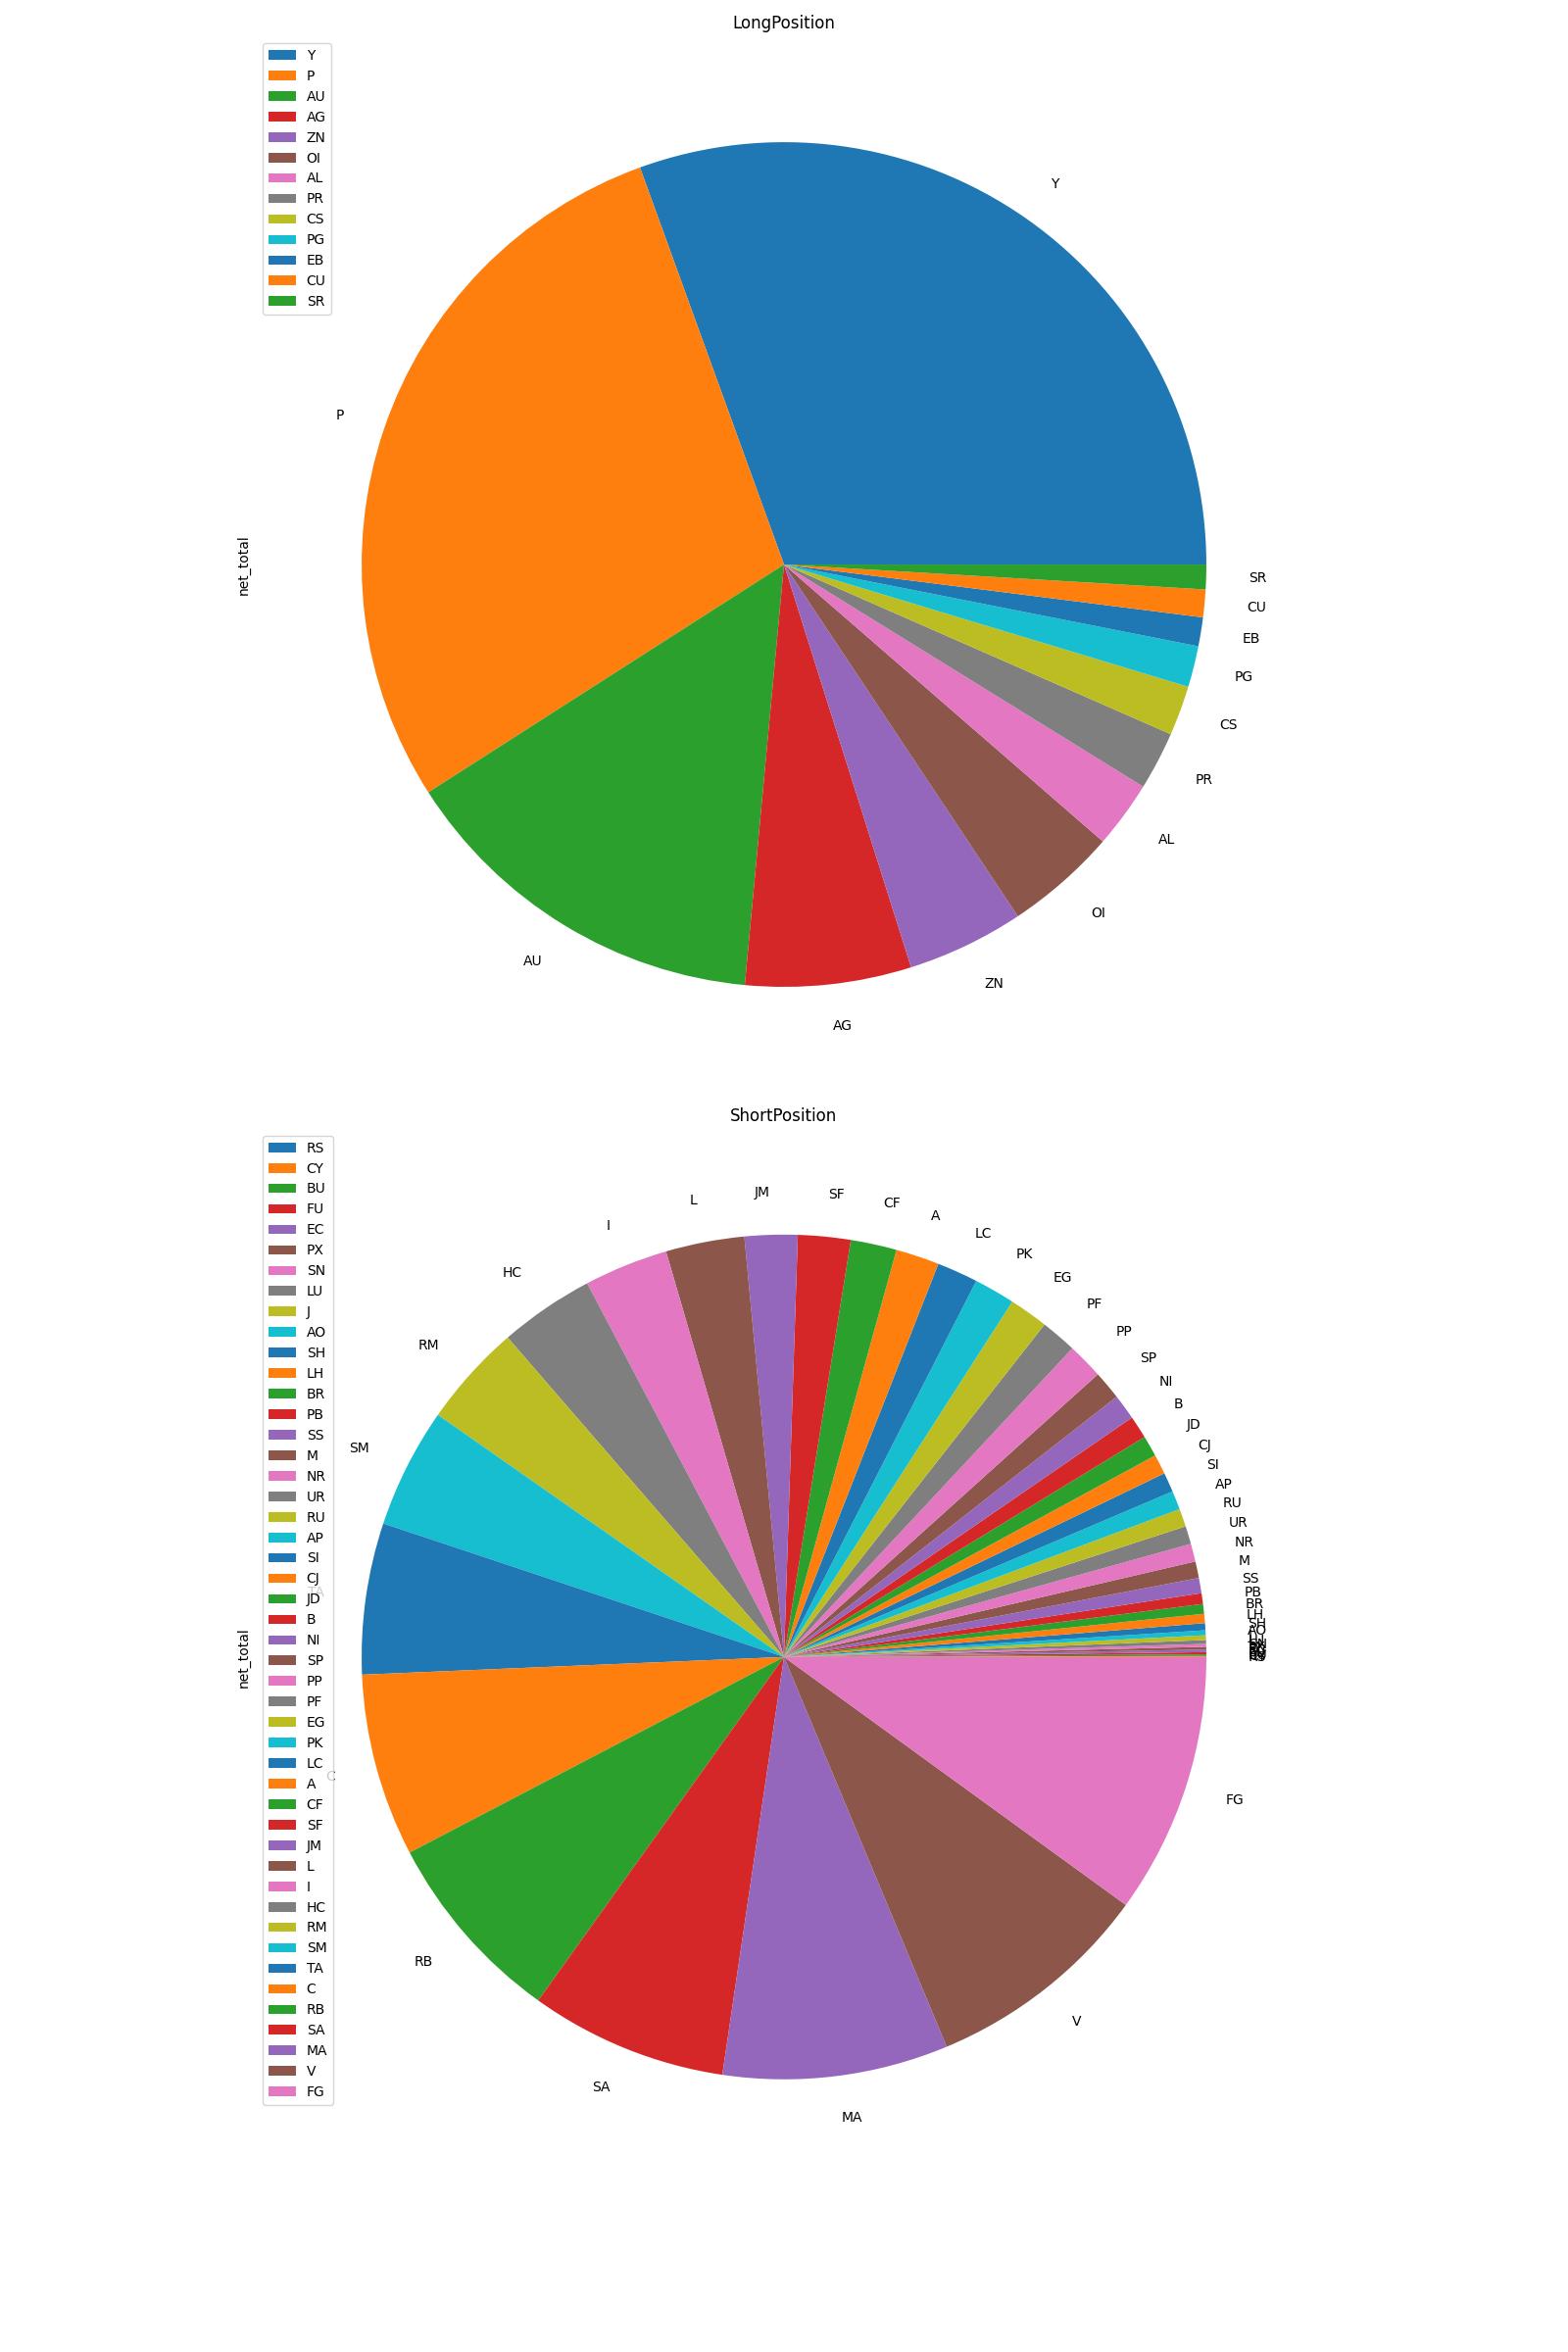 LongPosition
Y
P
AU
AG
ZN
OI
AL
PR
CS
PG
EB
CU
SR
Y
P
net_total
SR
CU
EB
PG
CS
PR
AL
OI
AU
ZN
AG
ShortPosition
RS
CY
BU
FU
EC
PX
SN
LU
J
AO
SH
LH
BR
PB
SS
M
NR
UR
RU
AP
SI
CJ
JD
B
NI
SP
PP
PF
EG
PK
LC
A
CF
SF
JM
L
I
HC
RM
SM
TA
C
RB
SA
MA
V
FG
net_total
JM
SF
L
CF
A
I
LC
PK
HC
EG
PF
PP
RM
SP
NI
B
JD
CJ
SM
SI
AP
RU
UR
NR
M
SS
TA
PB
BR
LH
SH
AO
C
FG
RB
V
SA
MA